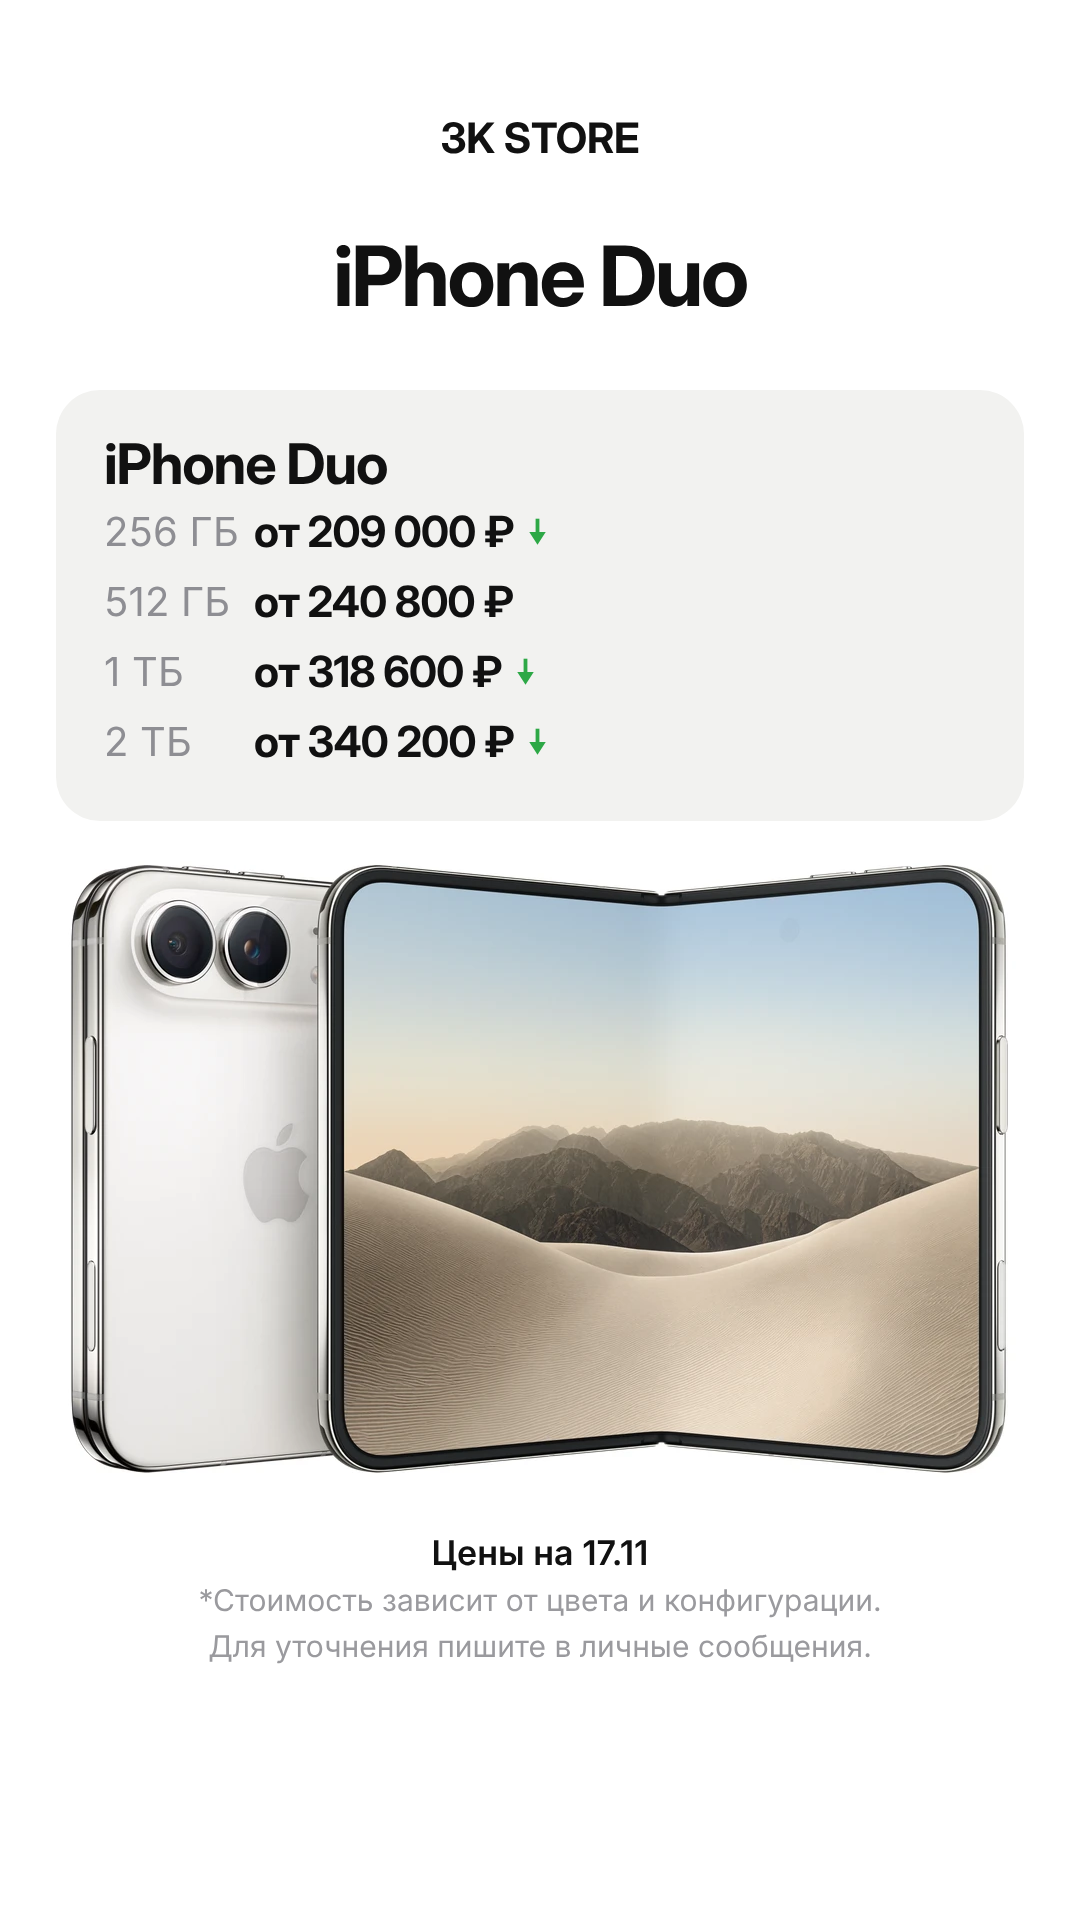 3K STORE
iPhone Duo
iPhone Duo
256 ГБ от 209 000 ₽ ↓
512 ГБ от 240 800 ₽
1 ТБ от 318 600 ₽ ↓
2 ТБ от 340 200 ₽ ↓
Цены на 17.11
*Стоимость зависит от цвета и конфигурации.
Для уточнения пишите в личные сообщения.